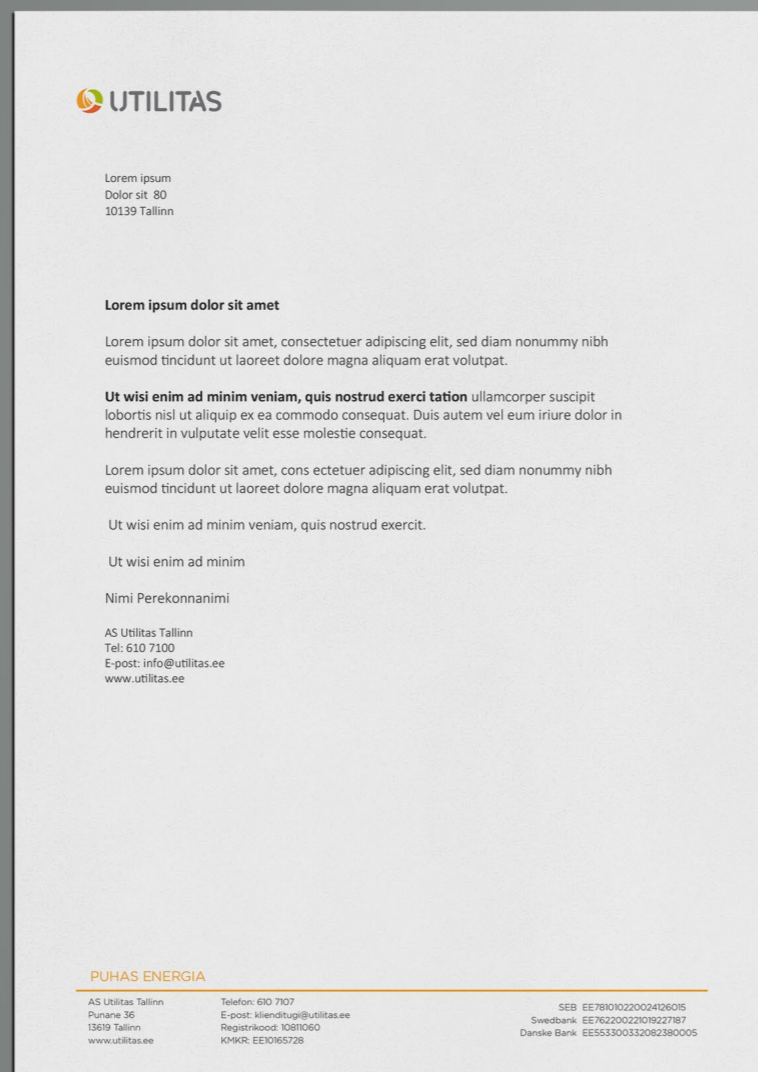 UTILITAS
Lorem ipsum
Dolor sit 80
10139 Tallinn
Lorem ipsum dolor sit amet
Lorem ipsum dolor sit amet, consectetuer adipiscing elit, sed diam nonummy nibh
euismod tincidunt ut laoreet dolore magna aliquam erat volutpat.
Ut wisi enim ad minim veniam, quis nostrud exerci tation ullamcorper suscipit
lobortis nisl ut aliquip ex ea commodo consequat. Duis autem vel eum iriure dolor in
hendrerit in vulputate velit esse molestie consequat.
Lorem ipsum dolor sit amet, cons ectetuer adipiscing elit, sed diam nonummy nibh
euismod tincidunt ut laoreet dolore magna aliquam erat volutpat.
Ut wisi enim ad minim veniam, quis nostrud exercit.
Ut wisi enim ad minim
Nimi Perekonnanimi
AS Utilitas Tallinn
Tel: 610 7100
E-post: info@utilitas.ee
www.utilitas.ee
PUHAS ENERGIA
AS Utilitas Tallinn
Punane 36
13619 Tallinn
www.utilitas.ee
Telefon: 610 7107
E-post: klienditugi@utilitas.ee
Registrikood: 10811060
KMKR: EE10165728
SEB EE781010220024126015
Swedbank EE762200221019227187
Danske Bank EE553300332082380005